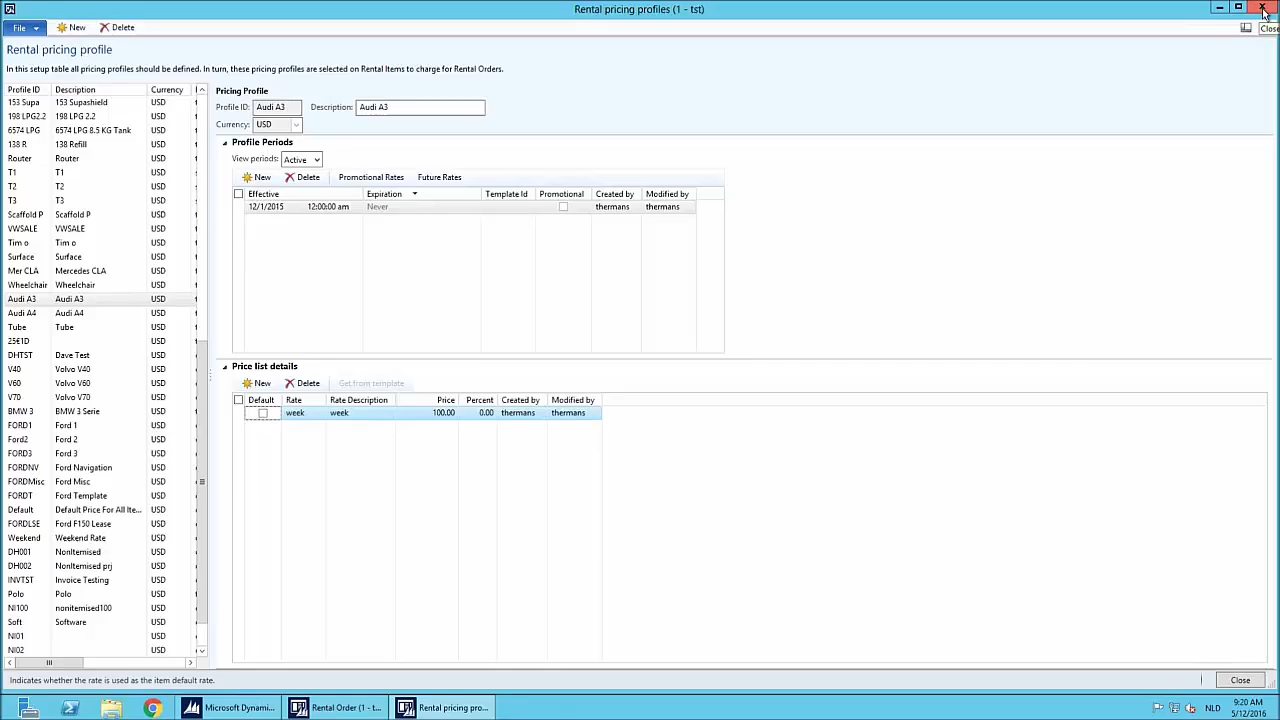 Rental pricing profiles (1 - tst)
File New Delete
Close
Rental pricing profile
In this setup table all pricing profiles should be defined. In turn, these pricing profiles are selected on Rental Items to charge for Rental Orders.
Profile ID Description Currency
153 Supa 153 Supashield USD
198 LPG2.2 198 LPG 2.2 USD
6574 LPG 6574 LPG 8.5 KG Tank USD
138 R 138 Refill USD
Router Router USD
T1 T1 USD
T2 T2 USD
T3 T3 USD
Scaffold P Scaffold P USD
VWSALE VWSALE USD
Tim o Tim o USD
Surface Surface USD
Mer CLA Mercedes CLA USD
Wheelchair Wheelchair USD
Audi A3 Audi A3 USD
Audi A4 Audi A4 USD
Tube Tube USD
25€1D USD
DHTST Dave Test USD
V40 Volvo V40 USD
V60 Volvo V60 USD
V70 Volvo V70 USD
BMW 3 BMW 3 Serie USD
FORD1 Ford 1 USD
Ford2 Ford 2 USD
FORD3 Ford 3 USD
FORDNV Ford Navigation USD
FORDMisc Ford Misc USD
FORDT Ford Template USD
Default Default Price For All Ite... USD
FORDLSE Ford F150 Lease USD
Weekend Weekend Rate USD
DH001 NonItemised USD
DH002 NonItemised prj USD
INVTST Invoice Testing USD
Polo Polo USD
NI100 nonitemised100 USD
Soft Software USD
NI01 USD
NI02 USD
Pricing Profile
Profile ID: Audi A3 Description: Audi A3
Currency: USD
Profile Periods
View periods: Active
New Delete Promotional Rates Future Rates
Effective Expiration Template Id Promotional Created by Modified by
12/1/2015 12:00:00 am Never thermans thermans
Price list details
New Delete Get from template
Default Rate Rate Description Price Percent Created by Modified by
week week 100.00 0.00 thermans thermans
Indicates whether the rate is used as the item default rate.
Close
Microsoft Dynami...
Rental Order (1 - t...
Rental pricing pro...
NLD
9:20 AM
5/12/2016